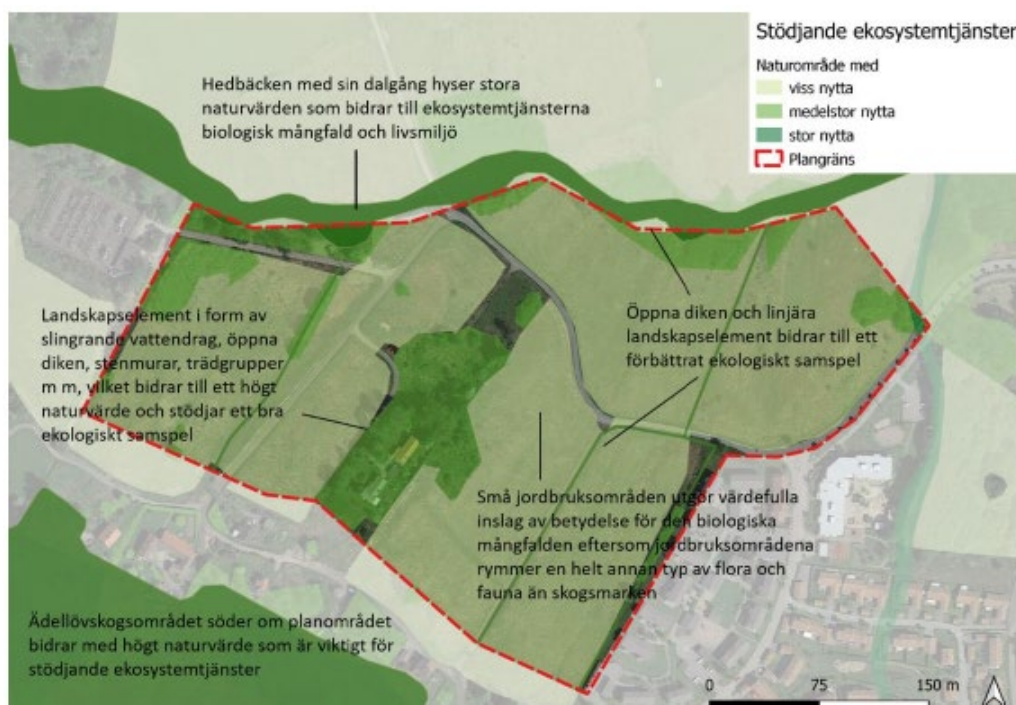 Stödjande ekosystemtjänster
Naturområde med
viss nytta
medelstor nytta
stor nytta
Plangräns
Hedbäcken med sin dalgång hyser stora
naturvärden som bidrar till ekosystemtjänsterna
biologisk mångfald och livsmiljö
Landskapselement i form av
slingrande vattendrag, öppna
diken, stenmurar, trädgrupper
m m, vilket bidrar till ett högt
naturvärde och stödjar ett bra
ekologiskt samspel
Öppna diken och linjära
landskapselement bidrar till ett
förbättrat ekologiskt samspel
Små jordbruksområden utgör värdefulla
inslag av betydelse för den biologiska
mångfalden eftersom jordbruksområdena
rymmer en helt annan typ av flora och
fauna än skogsmarken
Ädellövskogsområdet söder om planområdet
bidrar med högt naturvärde som är viktigt för
stödjande ekosystemtjänster
0 75 150 m